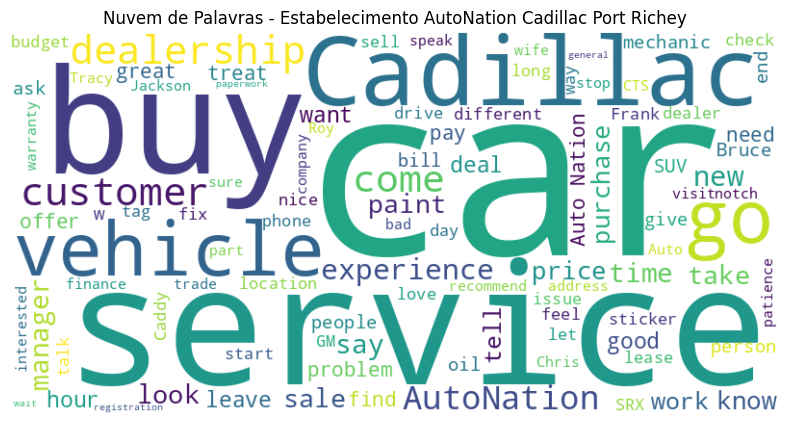 Nuvem de Palavras - Estabelecimento AutoNation Cadillac Port Richey
budget
dealership
sell
speak
wife
general
mechanic
check
Tracy
great
treat
Cadillac
long
way
stop
CTS
end
ask
Jackson
paperwork
buy
want
drive
different
Frank
dealer
warranty
Roy
car
pay
need
Bruce
company
bill
deal
Auto Nation
purchase
SUV
new
customer
sure
nice
come
visitnotch
offer
w
tag
fix
phone
paint
bad
day
give
go
vehicle
part
experience
price
time
take
Auto
interested
finance
trade
location
love
recommend
address
issue
patience
manager
talk
Caddy
service
people
GM
say
tell
feel
let
sticker
good
person
start
problem
oil
Chris
lease
wait
hour
registration
look
leave
sale
find
AutoNation
SRX
work
know